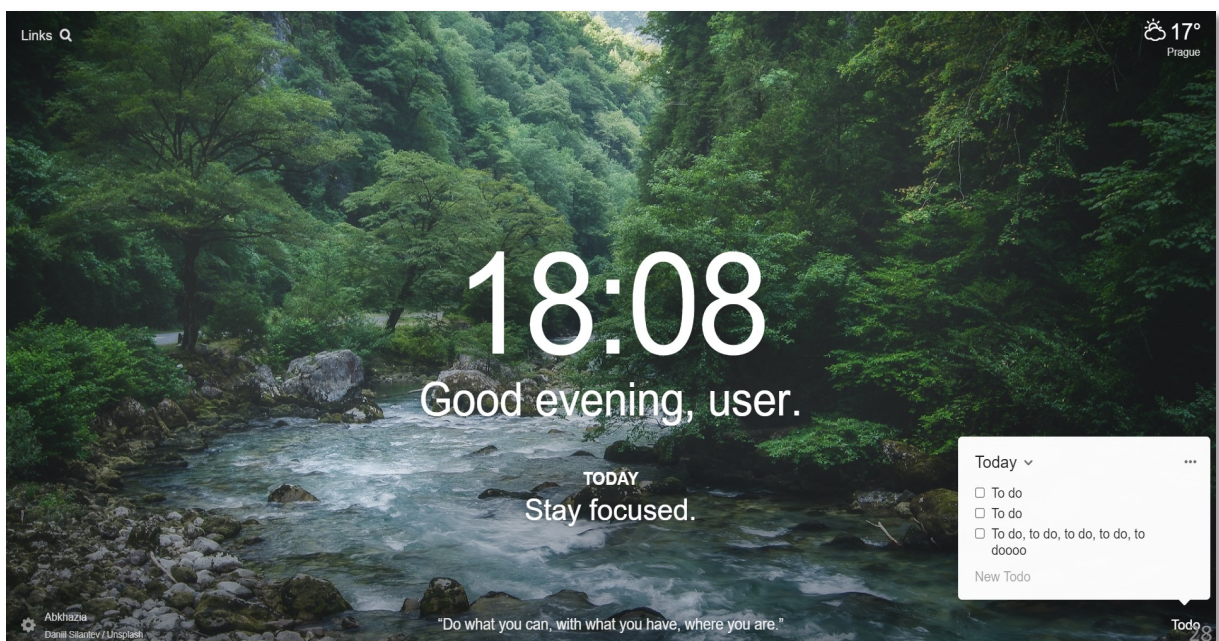 Links
17°
Prague
18:08
Good evening, user.
TODAY
Stay focused.
Today
To do
To do
To do, to do, to do, to do, to
doooo
New Todo
Abkhazia
Daniil Silantev / Unsplash
"Do what you can, with what you have, where you are."
Todo
28